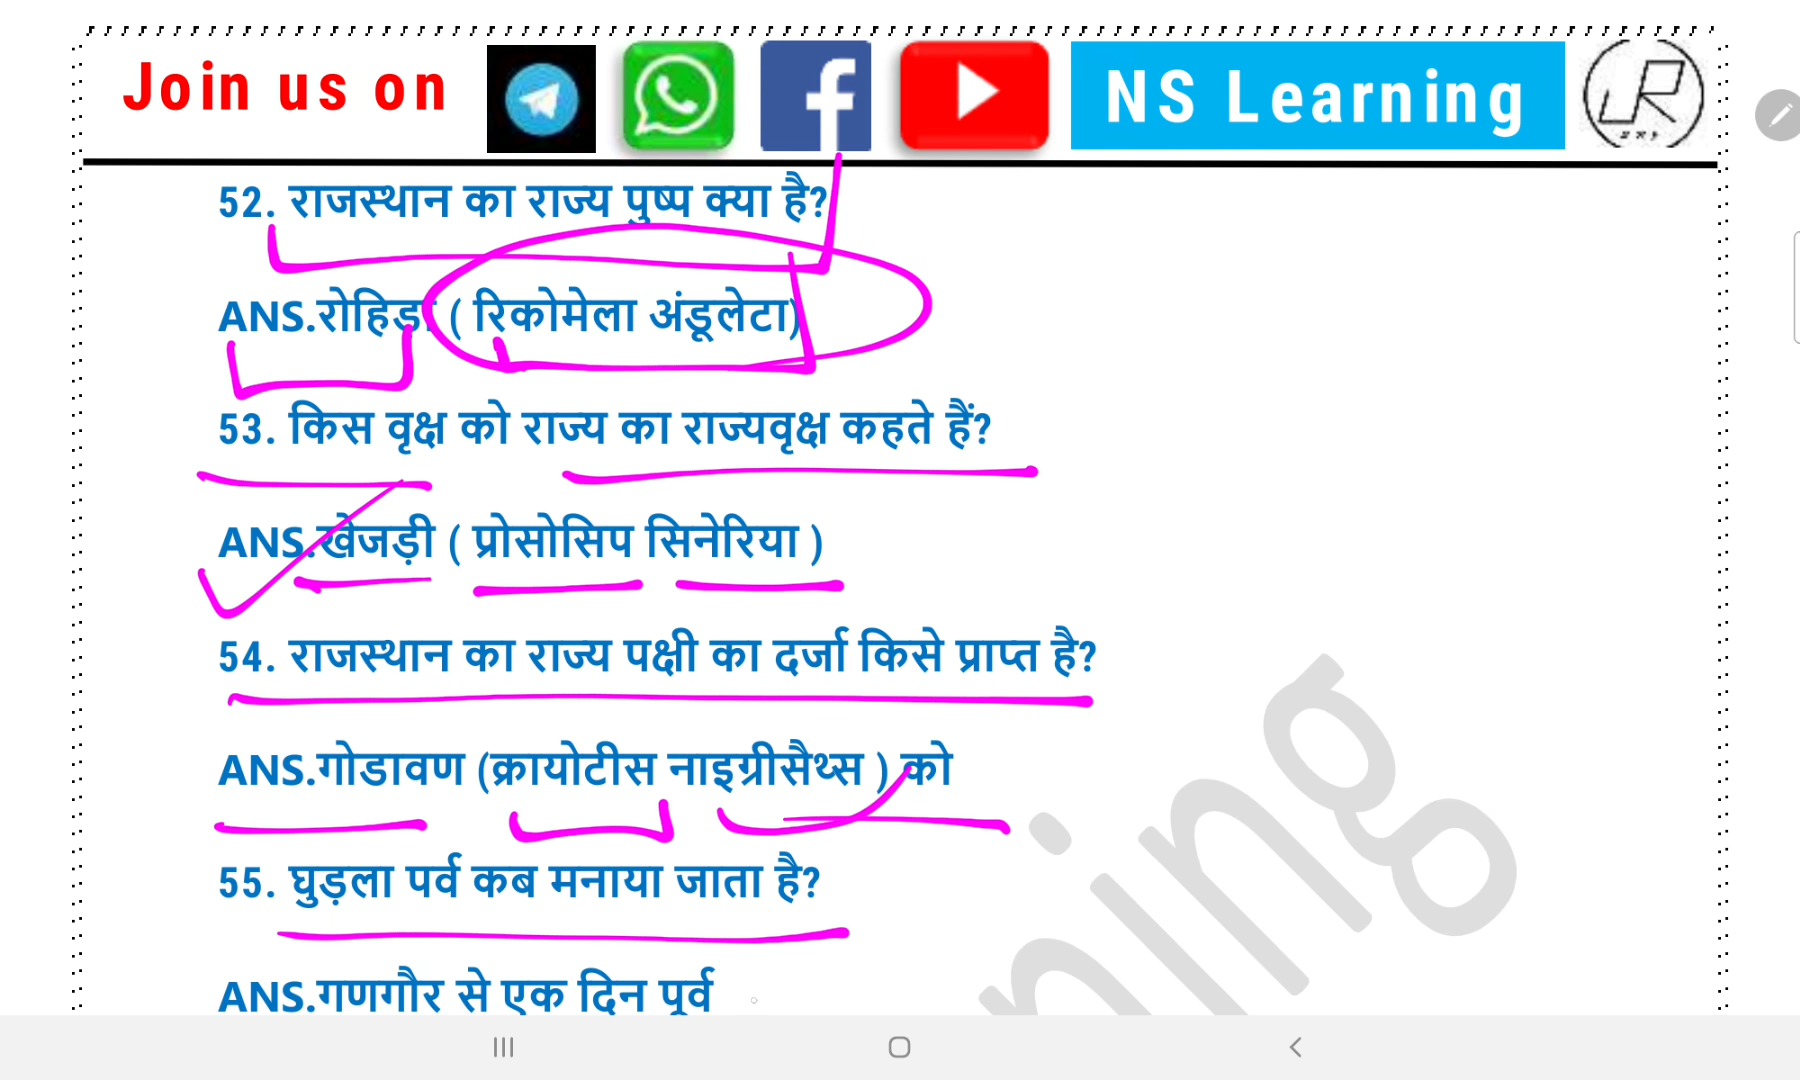 Join us on NS Learning
52. राजस्थान का राज्य पुष्प क्या है?
ANS.रोहिडा ( रिकोमेला अंडूलेटा)
53. किस वृक्ष को राज्य का राज्यवृक्ष कहते हैं?
ANS.खेजड़ी ( प्रोसोसिप सिनेरिया )
54. राजस्थान का राज्य पक्षी का दर्जा किसे प्राप्त है?
ANS.गोडावण (क्रायोटीस नाइग्रीसैथ्स ) को
55. घुड़ला पर्व कब मनाया जाता है?
ANS.गणगौर से एक दिन पूर्व
ning